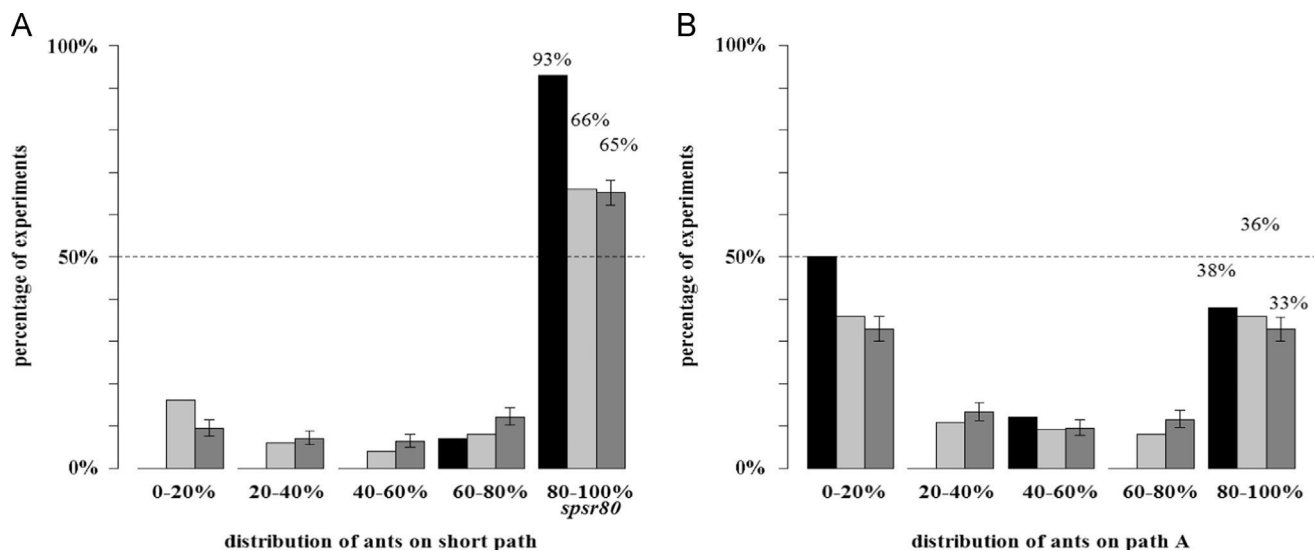 A
percentage of experiments
100%
50%
0%
93%
66%
65%
0-20% 20-40% 40-60% 60-80% 80-100%
spsr80
distribution of ants on short path
B
percentage of experiments
100%
50%
0%
36%
38%
33%
0-20% 20-40% 40-60% 60-80% 80-100%
distribution of ants on path A